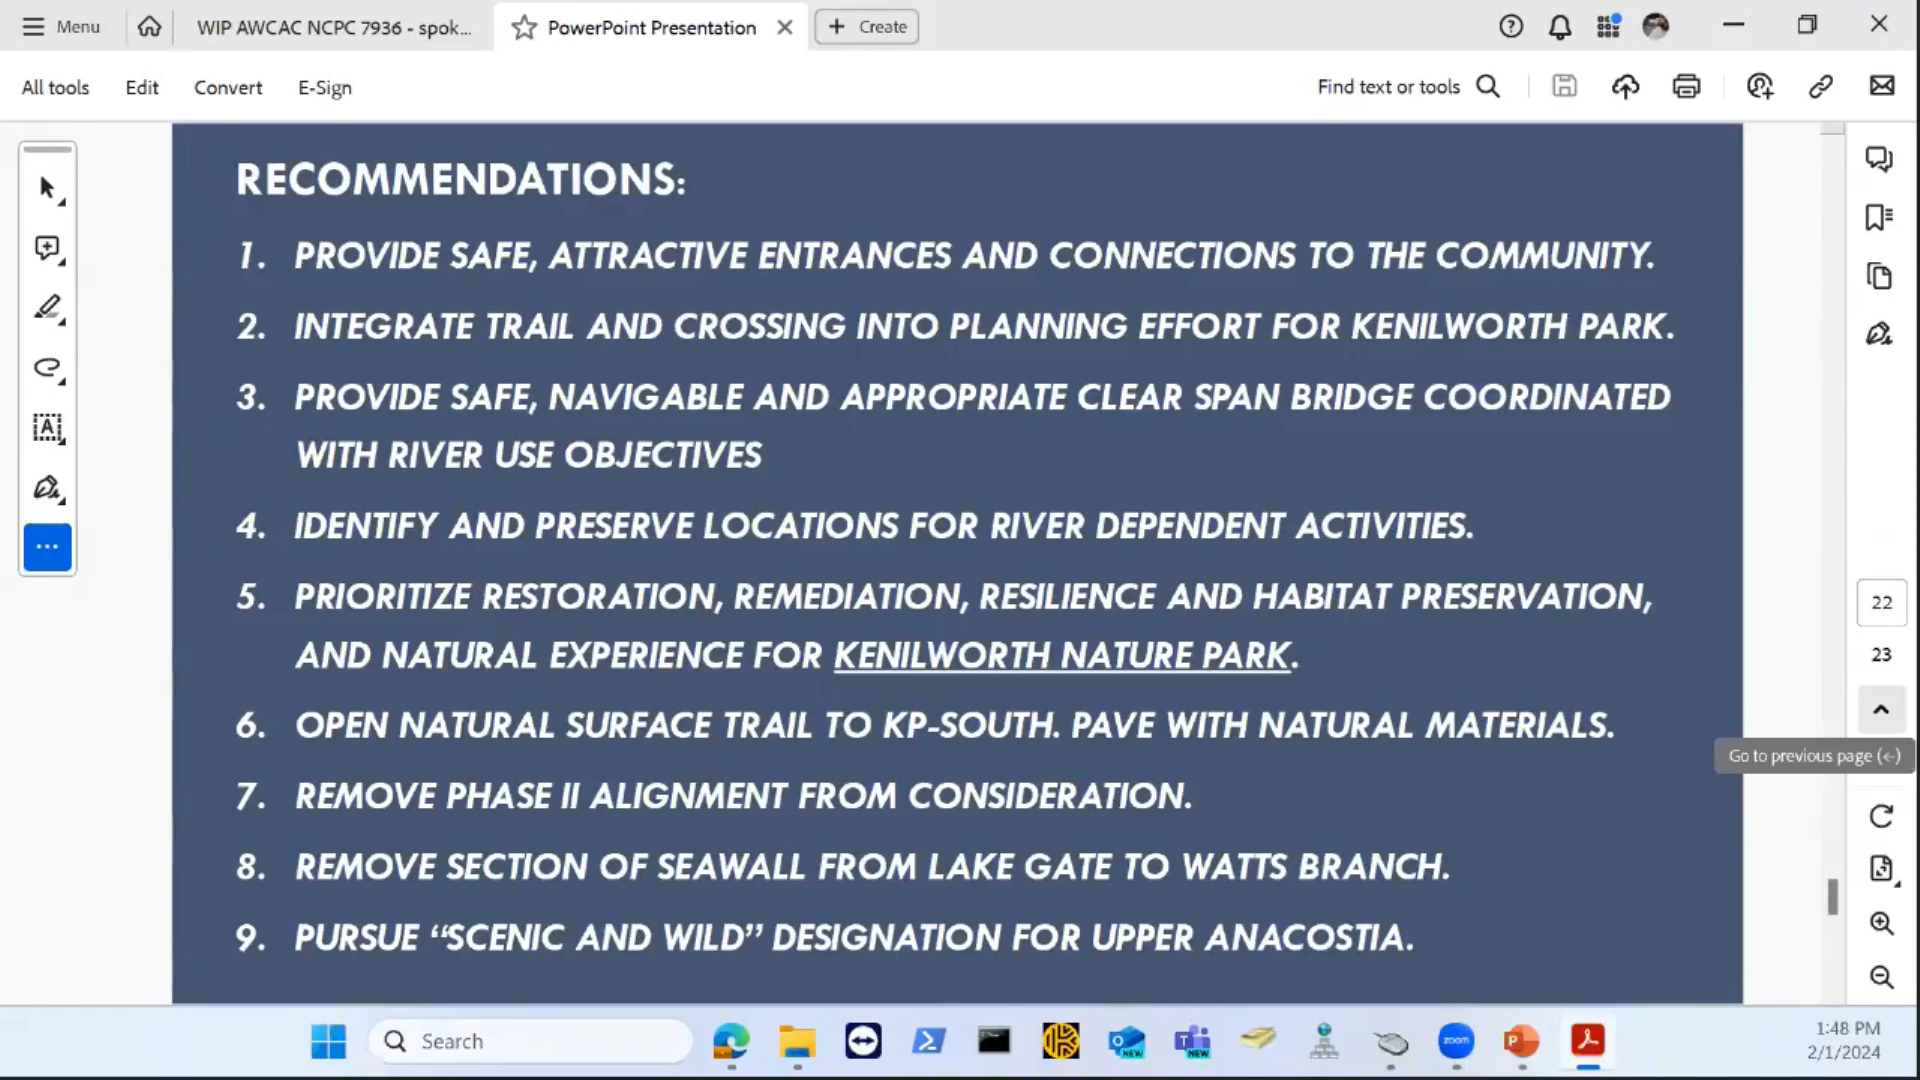 Menu
WIP AWCAC NCPC 7936 - spok...
PowerPoint Presentation
Create
All tools
Edit
Convert
E-Sign
Find text or tools
RECOMMENDATIONS:
1. PROVIDE SAFE, ATTRACTIVE ENTRANCES AND CONNECTIONS TO THE COMMUNITY.
2. INTEGRATE TRAIL AND CROSSING INTO PLANNING EFFORT FOR KENILWORTH PARK.
3. PROVIDE SAFE, NAVIGABLE AND APPROPRIATE CLEAR SPAN BRIDGE COORDINATED
WITH RIVER USE OBJECTIVES
4. IDENTIFY AND PRESERVE LOCATIONS FOR RIVER DEPENDENT ACTIVITIES.
5. PRIORITIZE RESTORATION, REMEDIATION, RESILIENCE AND HABITAT PRESERVATION,
AND NATURAL EXPERIENCE FOR KENILWORTH NATURE PARK.
6. OPEN NATURAL SURFACE TRAIL TO KP-SOUTH. PAVE WITH NATURAL MATERIALS.
7. REMOVE PHASE II ALIGNMENT FROM CONSIDERATION.
8. REMOVE SECTION OF SEAWALL FROM LAKE GATE TO WATTS BRANCH.
9. PURSUE “SCENIC AND WILD” DESIGNATION FOR UPPER ANACOSTIA.
22
23
Go to previous page (←)
Search
NEW
NEW
zoom
1:48 PM
2/1/2024